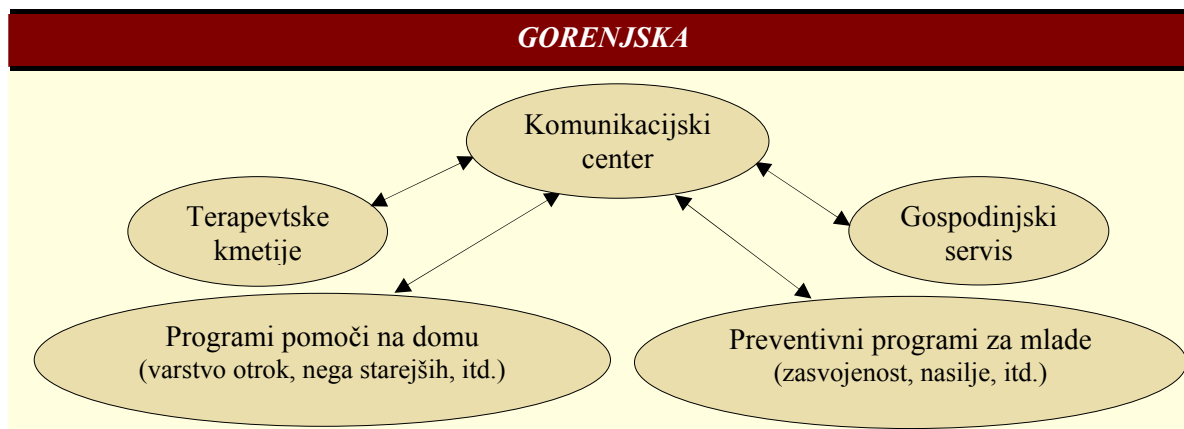 GORENJSKA
Komunikacijski
center
Terapevtske
kmetije
Gospodinjski
servis
Programi pomoči na domu
(varstvo otrok, nega starejših, itd.)
Preventivni programi za mlade
(zasvojenost, nasilje, itd.)